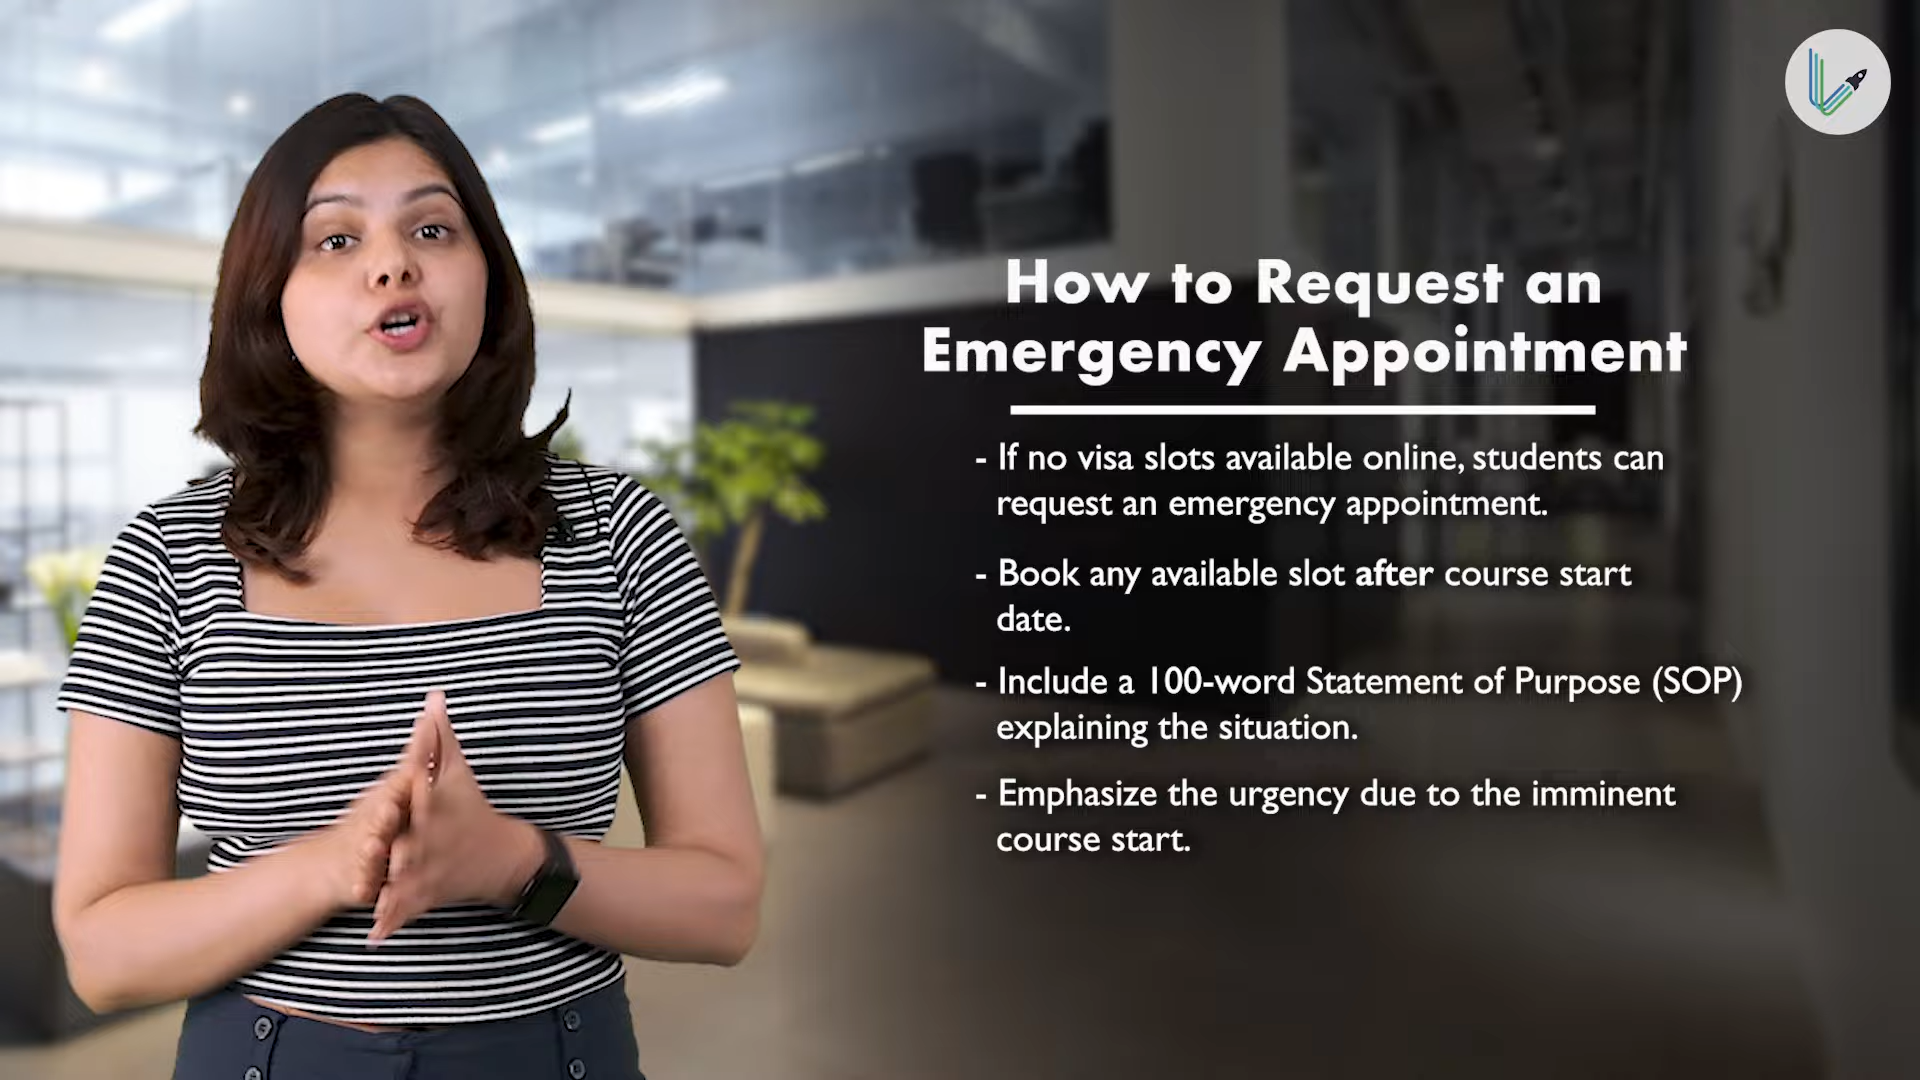 How to Request an
Emergency Appointment
- If no visa slots available online, students can
request an emergency appointment.
- Book any available slot after course start
date.
- Include a 100-word Statement of Purpose (SOP)
explaining the situation.
- Emphasize the urgency due to the imminent
course start.